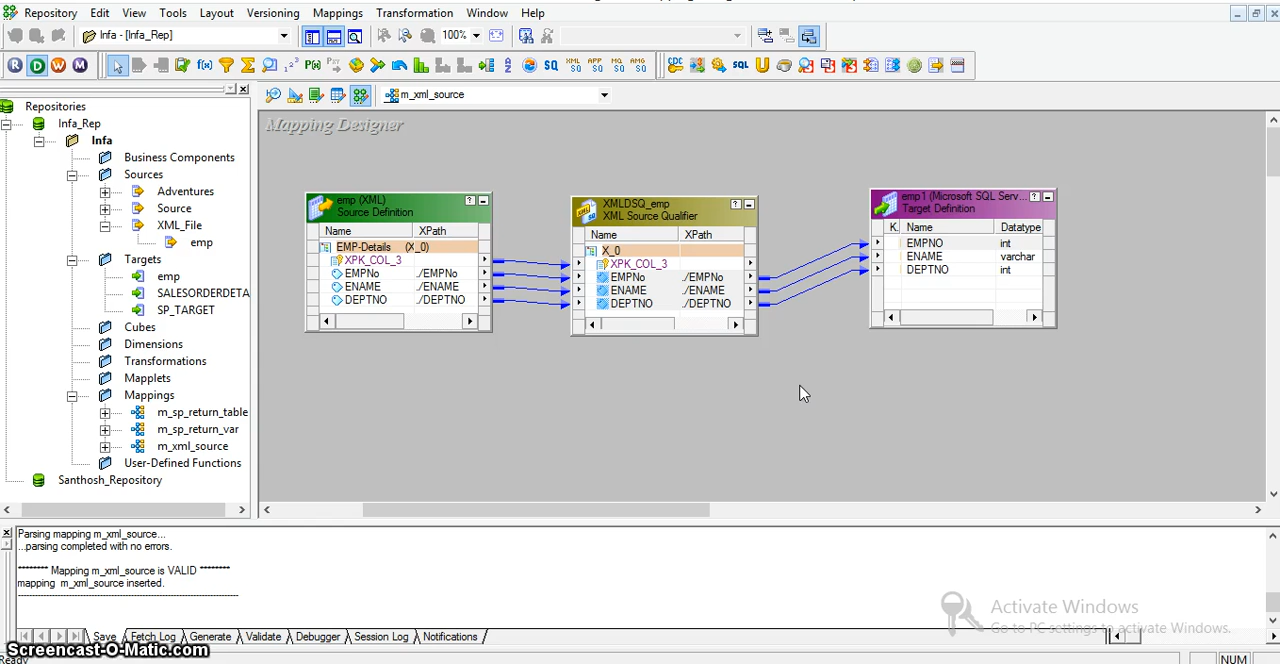 Repository Edit View Tools Layout Versioning Mappings Transformation Window Help
Infa - [Infa_Rep] 100%
m_xml_source
Repositories
Infa_Rep
Infa
Business Components
Sources
Adventures
Source
XML_File
emp
Targets
emp
SALESORDERDETA
SP_TARGET
Cubes
Dimensions
Transformations
Mapplets
Mappings
m_sp_return_table
m_sp_return_var
m_xml_source
User-Defined Functions
Santhosh_Repository
Mapping Designer
emp (XML)
Source Definition
Name XPath
EMP-Details (X_0)
XPK_COL_3
EMPNo ./EMPNo
ENAME ./ENAME
DEPTNO ./DEPTNO
XMLDSQ_emp
XML Source Qualifier
Name XPath
X_0
XPK_COL_3
EMPNo ./EMPNo
ENAME ./ENAME
DEPTNO ./DEPTNO
emp1 (Microsoft SQL Serv...
Target Definition
K. Name Datatype
EMPNO int
ENAME varchar
DEPTNO int
Parsing mapping m_xml_source...
...parsing completed with no errors.
******** Mapping m_xml_source is VALID ********
mapping m_xml_source inserted.
Activate Windows
Go to PC settings to activate Windows.
Save Fetch Log Generate Validate Debugger Session Log Notifications
Screencast-O-Matic.com
Ready
NUM